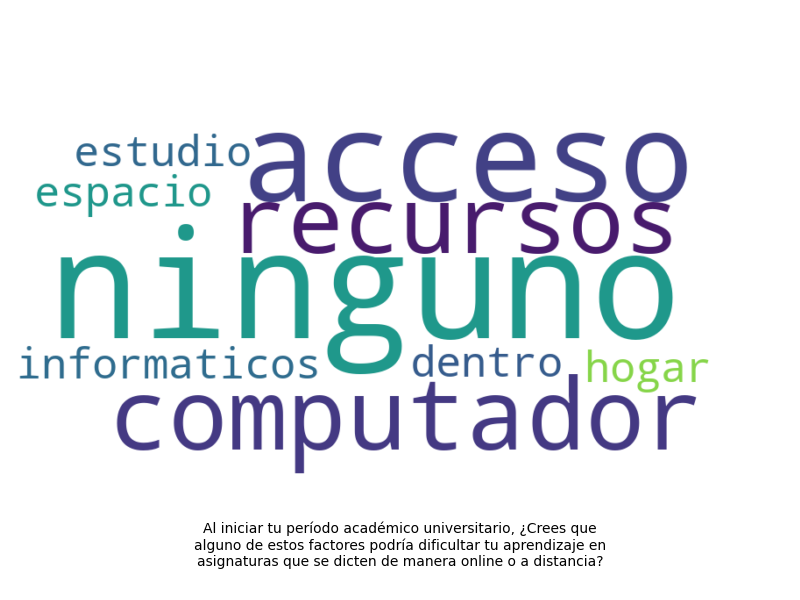 estudio acceso
espacio
recursos
ninguno
informaticos dentro hogar
computador
Al iniciar tu período académico universitario, ¿Crees que
alguno de estos factores podría dificultar tu aprendizaje en
asignaturas que se dicten de manera online o a distancia?